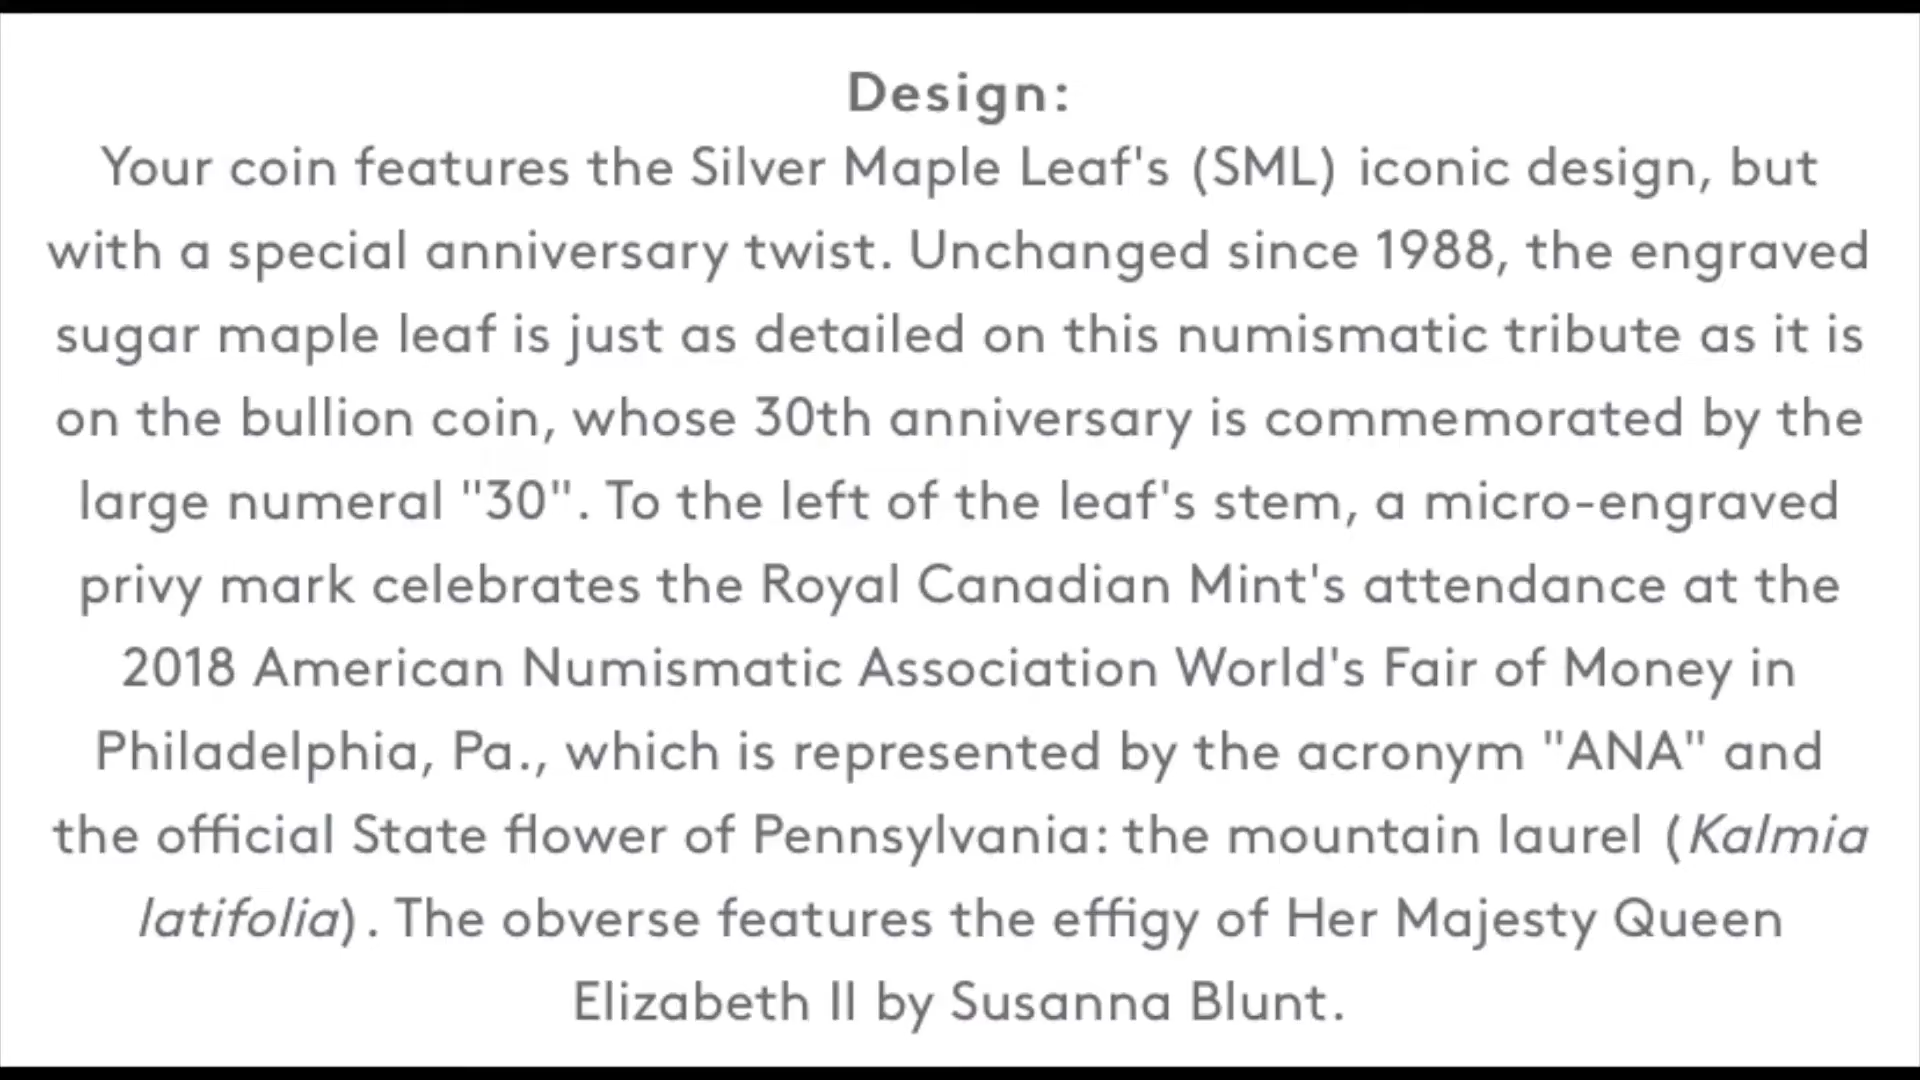 Design:
Your coin features the Silver Maple Leaf's (SML) iconic design, but
with a special anniversary twist. Unchanged since 1988, the engraved
sugar maple leaf is just as detailed on this numismatic tribute as it is
on the bullion coin, whose 30th anniversary is commemorated by the
large numeral "30". To the left of the leaf's stem, a micro-engraved
privy mark celebrates the Royal Canadian Mint's attendance at the
2018 American Numismatic Association World's Fair of Money in
Philadelphia, Pa., which is represented by the acronym "ANA" and
the official State flower of Pennsylvania: the mountain laurel (Kalmia
latifolia). The obverse features the effigy of Her Majesty Queen
Elizabeth II by Susanna Blunt.